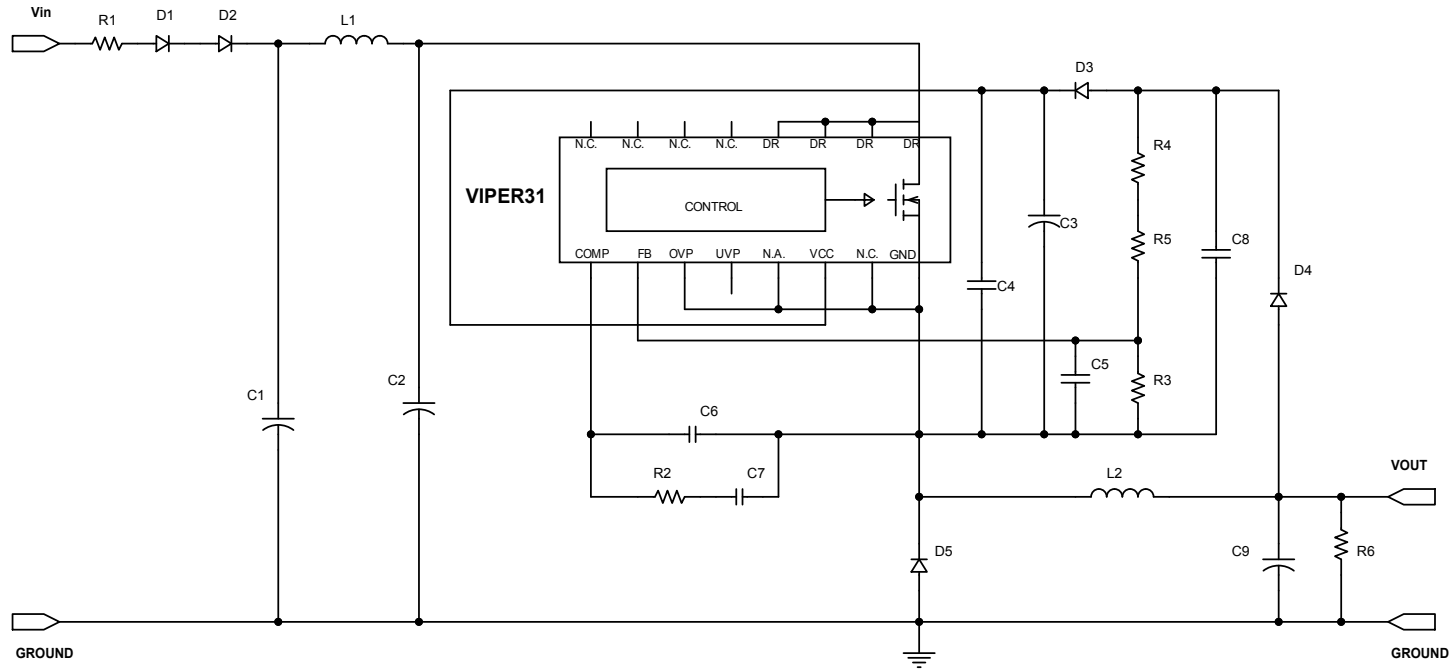 Vin
R1
D1
D2
L1
D3
N.C.
N.C.
N.C.
N.C.
DR
DR
DR
DR
R4
VIPER31
CONTROL
C3
R5
C8
COMP
FB
OVP
UVP
N.A.
VCC
N.C.
GND
C4
D4
C5
R3
C1
C2
C6
R2
C7
L2
VOUT
D5
C9
R6
GROUND
GROUND